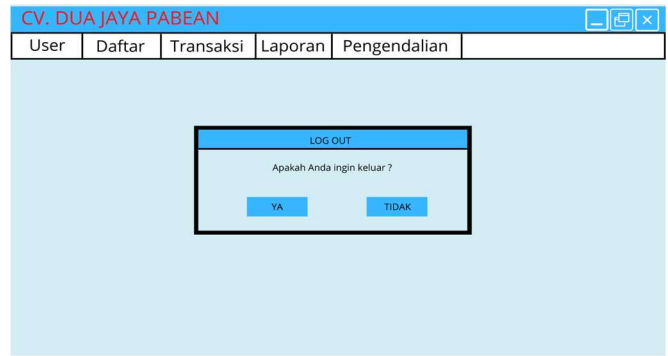 CV. DUA JAYA PABEAN
User Daftar Transaksi Laporan Pengendalian
LOG OUT
Apakah Anda ingin keluar ?
YA TIDAK